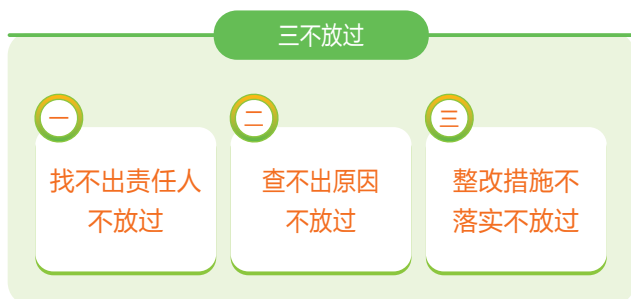 三不放过
一
找不出责任人
不放过
二
查不出原因
不放过
三
整改措施不
落实不放过